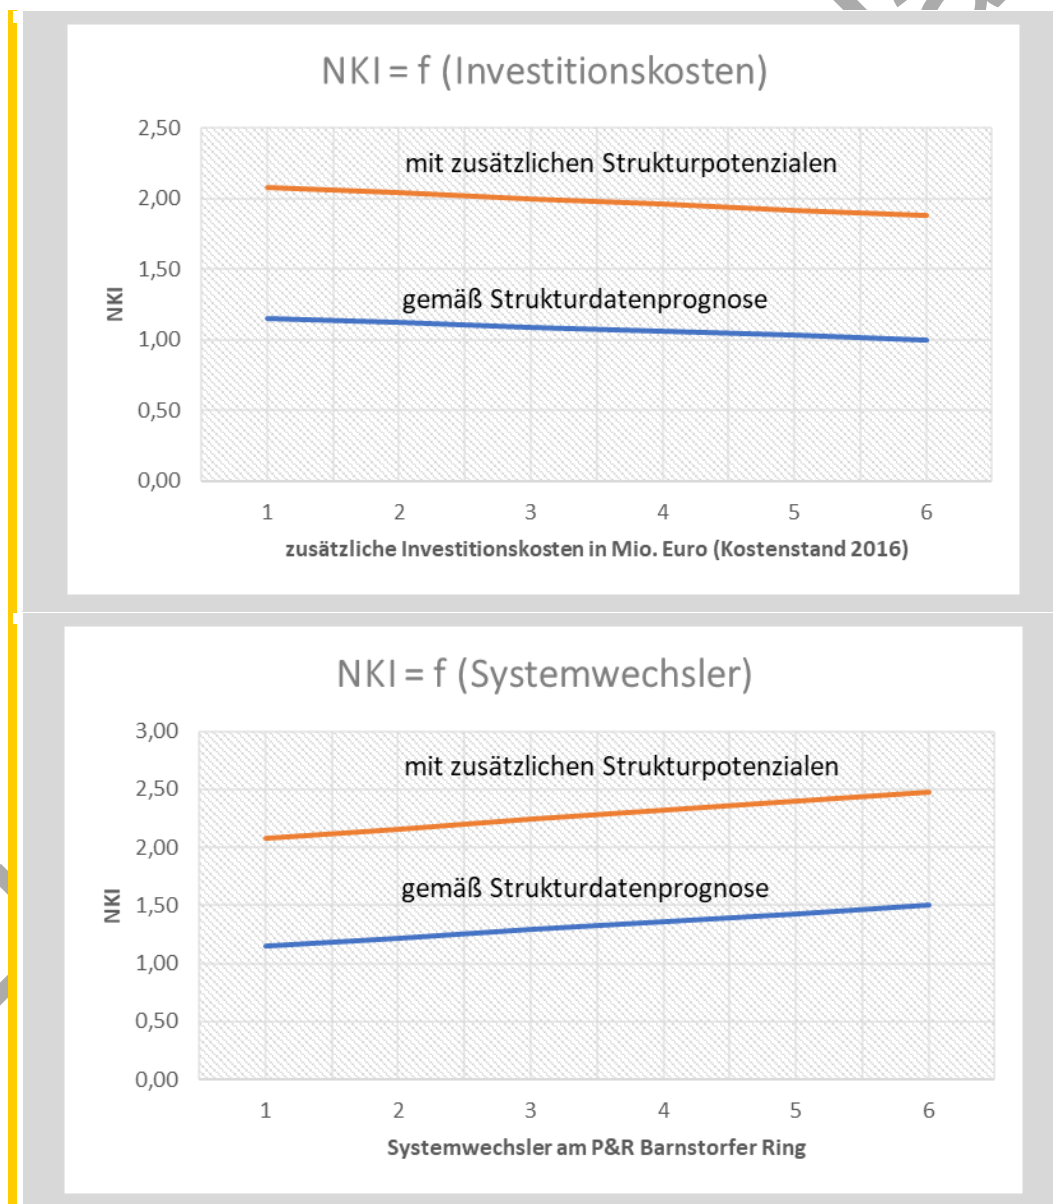 NKI = f (Investitionskosten)
2,50
mit zusätzlichen Strukturpotenzialen
2,00
1,50
gemäß Strukturdatenprognose
NKI
1,00
0,50
0,00
1 2 3 4 5 6
zusätzliche Investitionskosten in Mio. Euro (Kostenstand 2016)
NKI = f (Systemwechsler)
3,00
mit zusätzlichen Strukturpotenzialen
2,50
2,00
gemäß Strukturdatenprognose
NKI
1,50
1,00
0,50
0,00
1 2 3 4 5 6
Systemwechsler am P&R Barnstorfer Ring